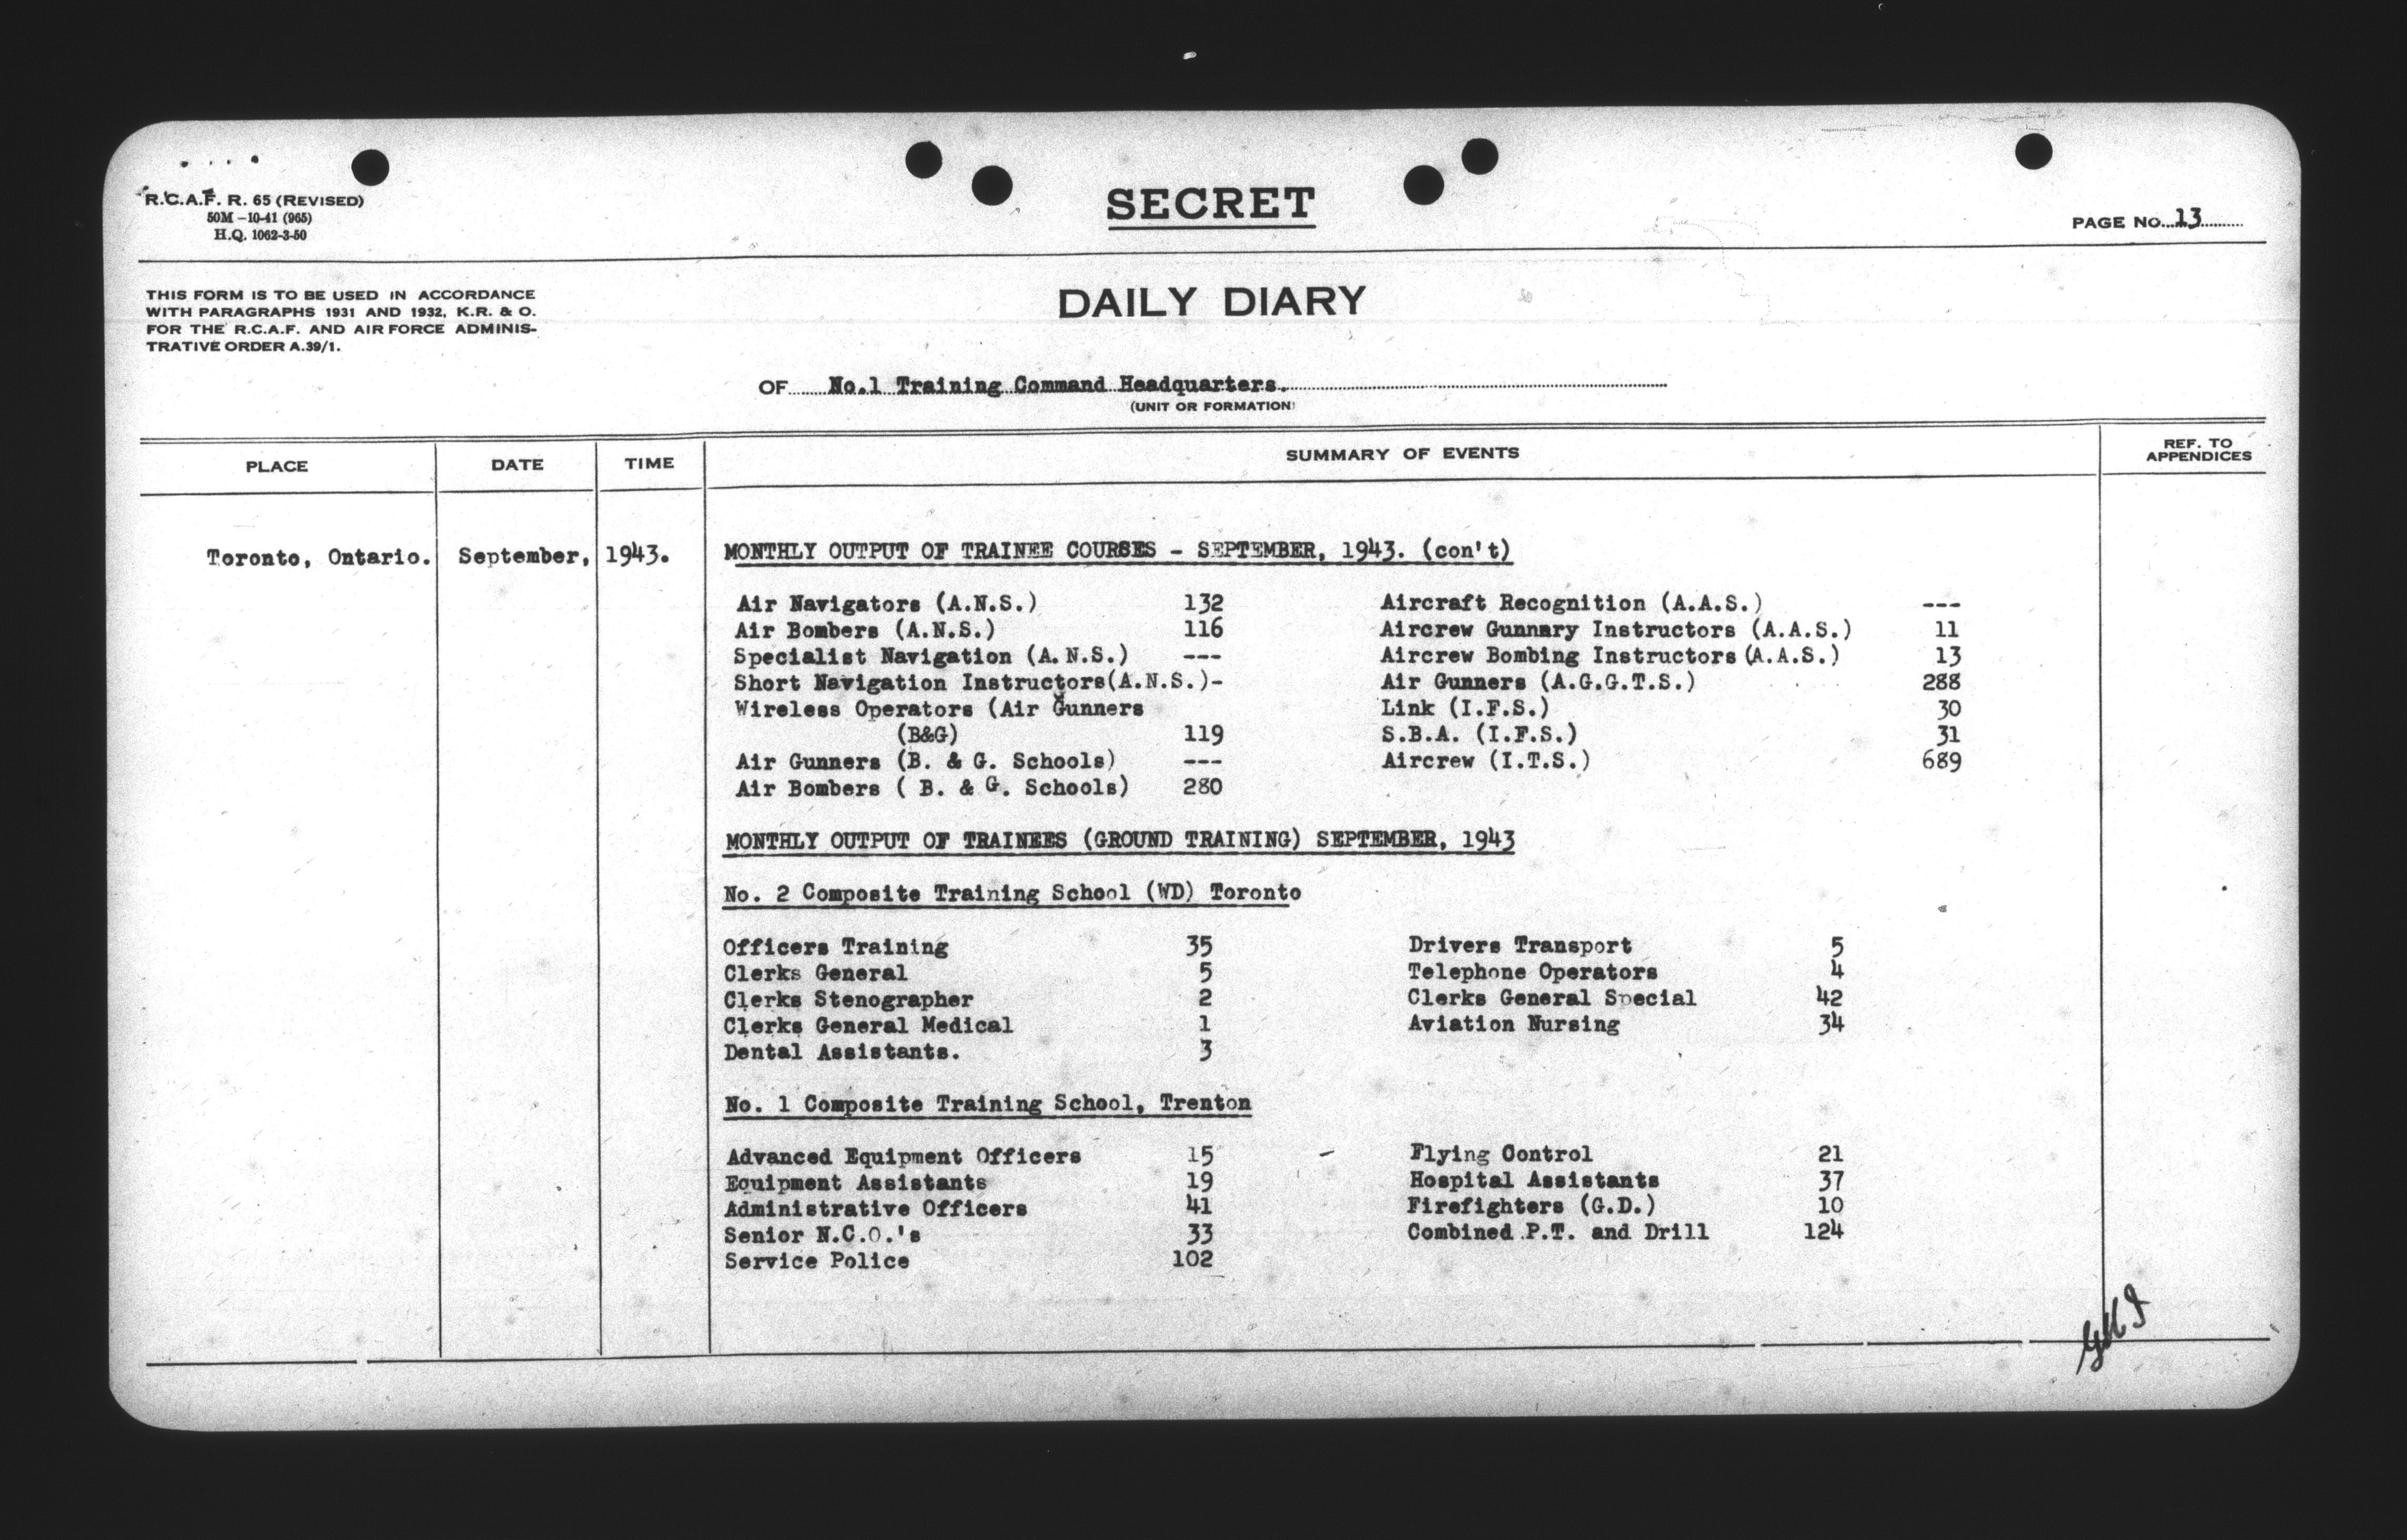 R.C.A.F. R. 65 (REVISED)
50M -10-41 (965)
H.Q. 1062-3-50
SECRET
PAGE NO. 13
THIS FORM IS TO BE USED IN ACCORDANCE
WITH PARAGRAPHS 1931 AND 1932, K.R. & O.
FOR THE R.C.A.F. AND AIR FORCE ADMINIS-
TRATIVE ORDER A.39/1.
DAILY DIARY
OF No.1 Training Command Headquarters.
(UNIT OR FORMATION)
PLACE DATE TIME SUMMARY OF EVENTS REF. TO
APPENDICES
Toronto, Ontario. September, 1943. MONTHLY OUTPUT OF TRAINEE COURSES - SEPTEMBER, 1943. (con't)
Air Navigators (A.N.S.) 132 Aircraft Recognition (A.A.S.) ---
Air Bombers (A.N.S.) 116 Aircrew Gunnary Instructors (A.A.S.) 11
Specialist Navigation (A.N.S.) --- Aircrew Bombing Instructors (A.A.S.) 13
Short Navigation Instructors(A.N.S.)- Air Gunners (A.G.G.T.S.) 288
Wireless Operators (Air Gunners Link (I.F.S.) 30
(B&G) 119 S.B.A. (I.F.S.) 31
Air Gunners (B. & G. Schools) --- Aircrew (I.T.S.) 689
Air Bombers ( B. & G. Schools) 280
MONTHLY OUTPUT OF TRAINEES (GROUND TRAINING) SEPTEMBER, 1943
No. 2 Composite Training School (WD) Toronto
Officers Training 35 Drivers Transport 5
Clerks General 5 Telephone Operators 4
Clerks Stenographer 2 Clerks General Special 42
Clerks General Medical 1 Aviation Nursing 34
Dental Assistants. 3
No. 1 Composite Training School, Trenton
Advanced Equipment Officers 15 Flying Control 21
Equipment Assistants 19 Hospital Assistants 37
Administrative Officers 41 Firefighters (G.D.) 10
Senior N.C.O.'s 33 Combined P.T. and Drill 124
Service Police 102